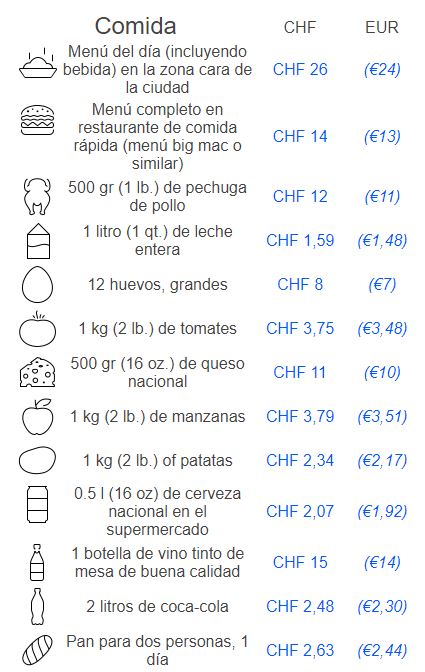 Comida CHF EUR
Menú del día (incluyendo
bebida) en la zona cara de
la ciudad
CHF 26 (€24)
Menú completo en
restaurante de comida
rápida (menú big mac o
similar)
CHF 14 (€13)
500 gr (1 lb.) de pechuga
de pollo
CHF 12 (€11)
1 litro (1 qt.) de leche
entera
CHF 1,59 (€1,48)
12 huevos, grandes CHF 8 (€7)
1 kg (2 lb.) de tomates CHF 3,75 (€3,48)
500 gr (16 oz.) de queso
nacional
CHF 11 (€10)
1 kg (2 lb.) de manzanas CHF 3,79 (€3,51)
1 kg (2 lb.) of patatas CHF 2,34 (€2,17)
0.5 l (16 oz) de cerveza
nacional en el
supermercado
CHF 2,07 (€1,92)
1 botella de vino tinto de
mesa de buena calidad
CHF 15 (€14)
2 litros de coca-cola CHF 2,48 (€2,30)
Pan para dos personas, 1
día
CHF 2,63 (€2,44)